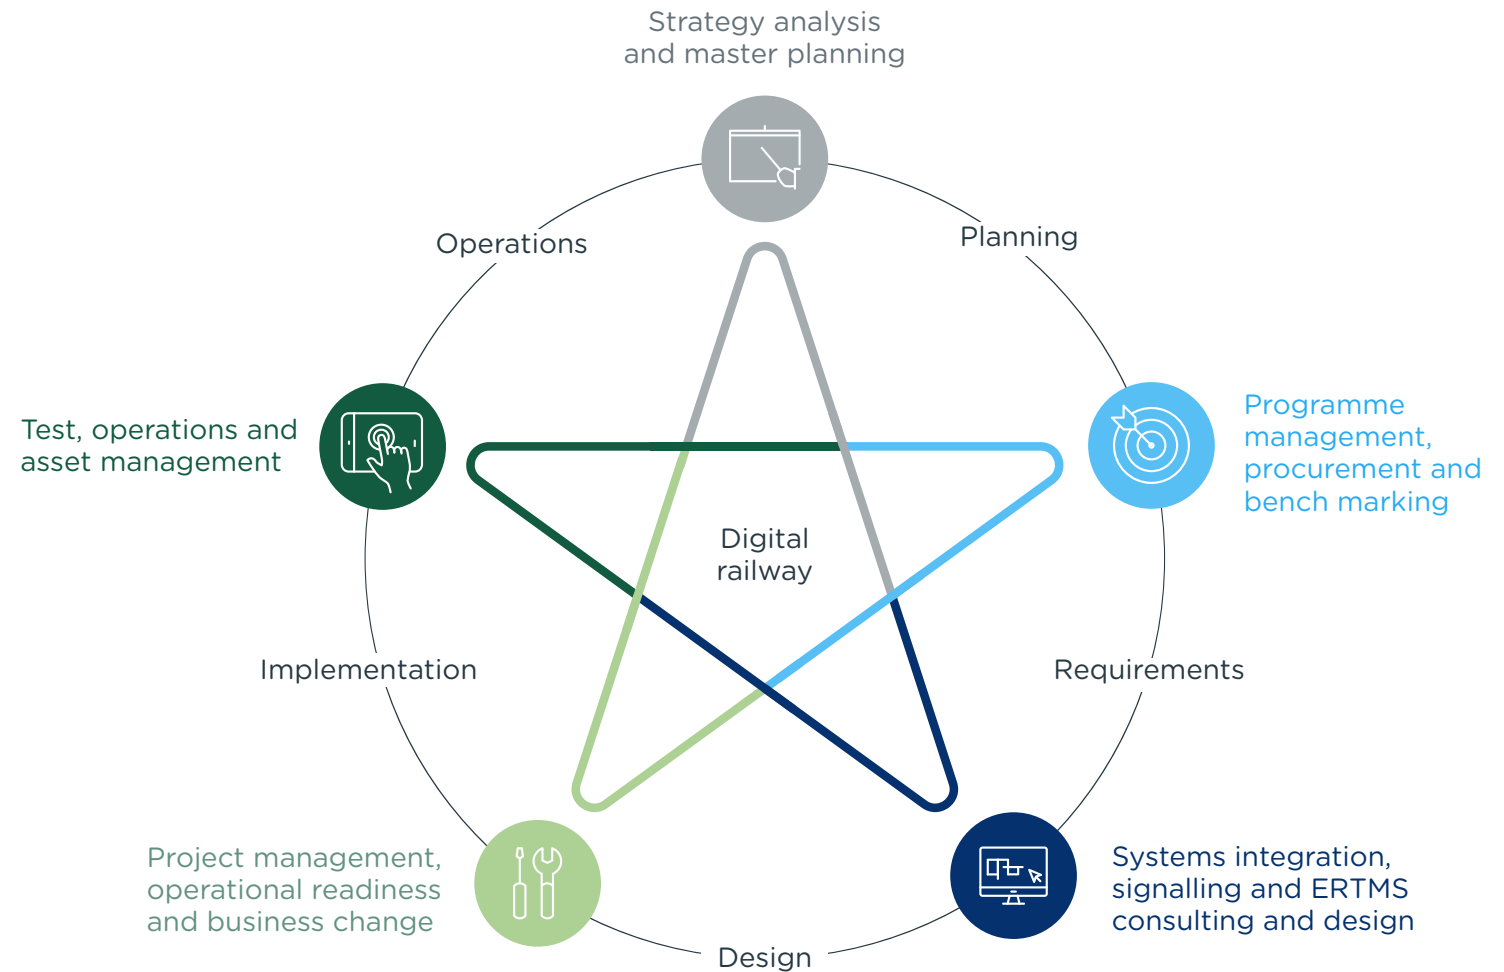 Strategy analysis
and master planning
Operations
Planning
Test, operations and
asset management
Programme
management,
procurement and
bench marking
Digital
railway
Implementation
Requirements
Project management,
operational readiness
and business change
Systems integration,
signalling and ERTMS
consulting and design
Design